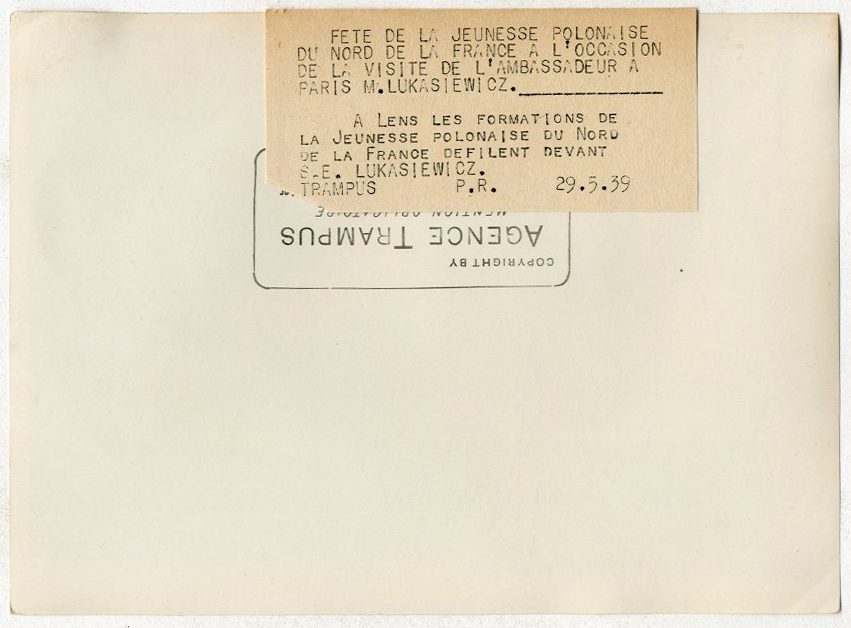 FETE DE LA JEUNESSE POLONAISE
DU NORD DE LA FRANCE A L'OCCASION
DE LA VISITE DE L'AMBASSADEUR A
PARIS M.LUKASIEWICZ.
A LENS LES FORMATIONS DE
LA JEUNESSE POLONAISE DU NORD
DE LA FRANCE DEFILENT DEVANT
S.E. LUKASIEWICZ.
TRAMPUS P.R. 29.5.39
COPYRIGHT BY
AGENCE TRAMPUS
MENTION OBLIGATOIRE